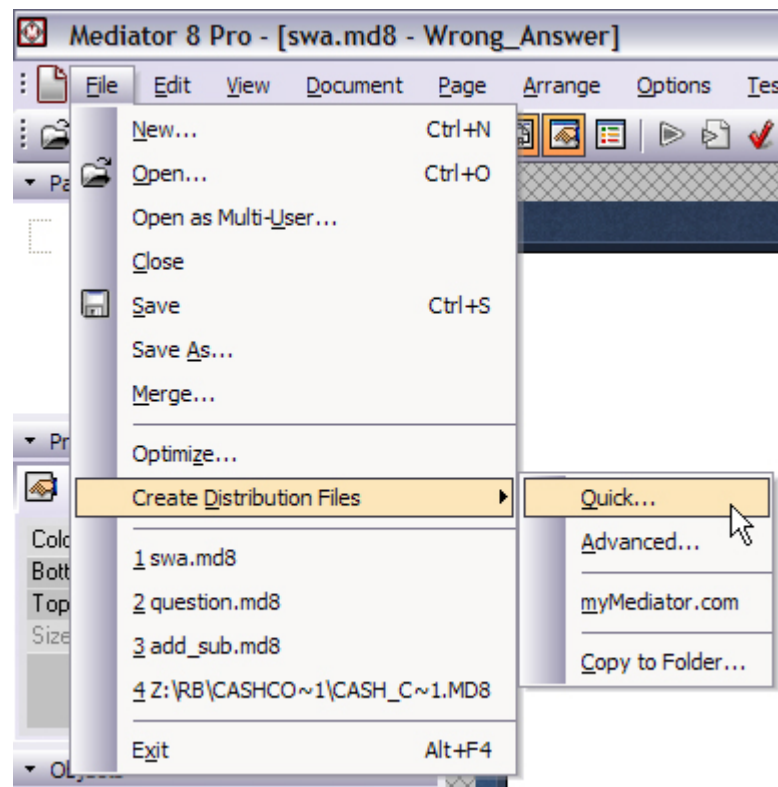 Mediator 8 Pro - [swa.md8 - Wrong_Answer]
File Edit View Document Page Arrange Options
New... Ctrl+N
Open... Ctrl+O
Open as Multi-User...
Close
Save Ctrl+S
Save As...
Merge...
Optimize...
Create Distribution Files
Quick...
Advanced...
myMediator.com
Copy to Folder...
1 swa.md8
2 question.md8
3 add_sub.md8
4 Z:\RB\CASHCO~1\CASH_C~1.MD8
Exit Alt+F4
Top